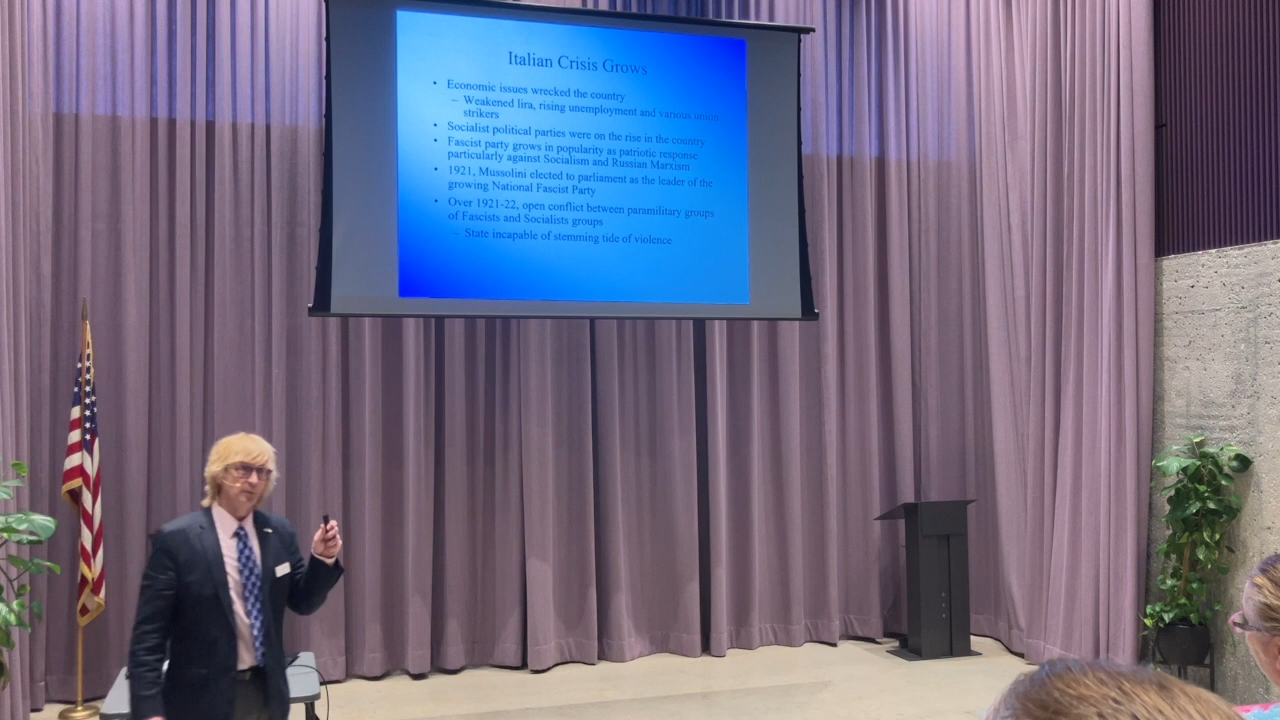 Italian Crisis Grows
• Economic issues wrecked the country
– Weakened lira, rising unemployment and various union
strikers
• Socialist political parties were on the rise in the country
• Fascist party grows in popularity as patriotic response
particularly against Socialism and Russian Marxism
• 1921, Mussolini elected to parliament as the leader of the
growing National Fascist Party
• Over 1921-22, open conflict between paramilitary groups
of Fascists and Socialists groups
– State incapable of stemming tide of violence